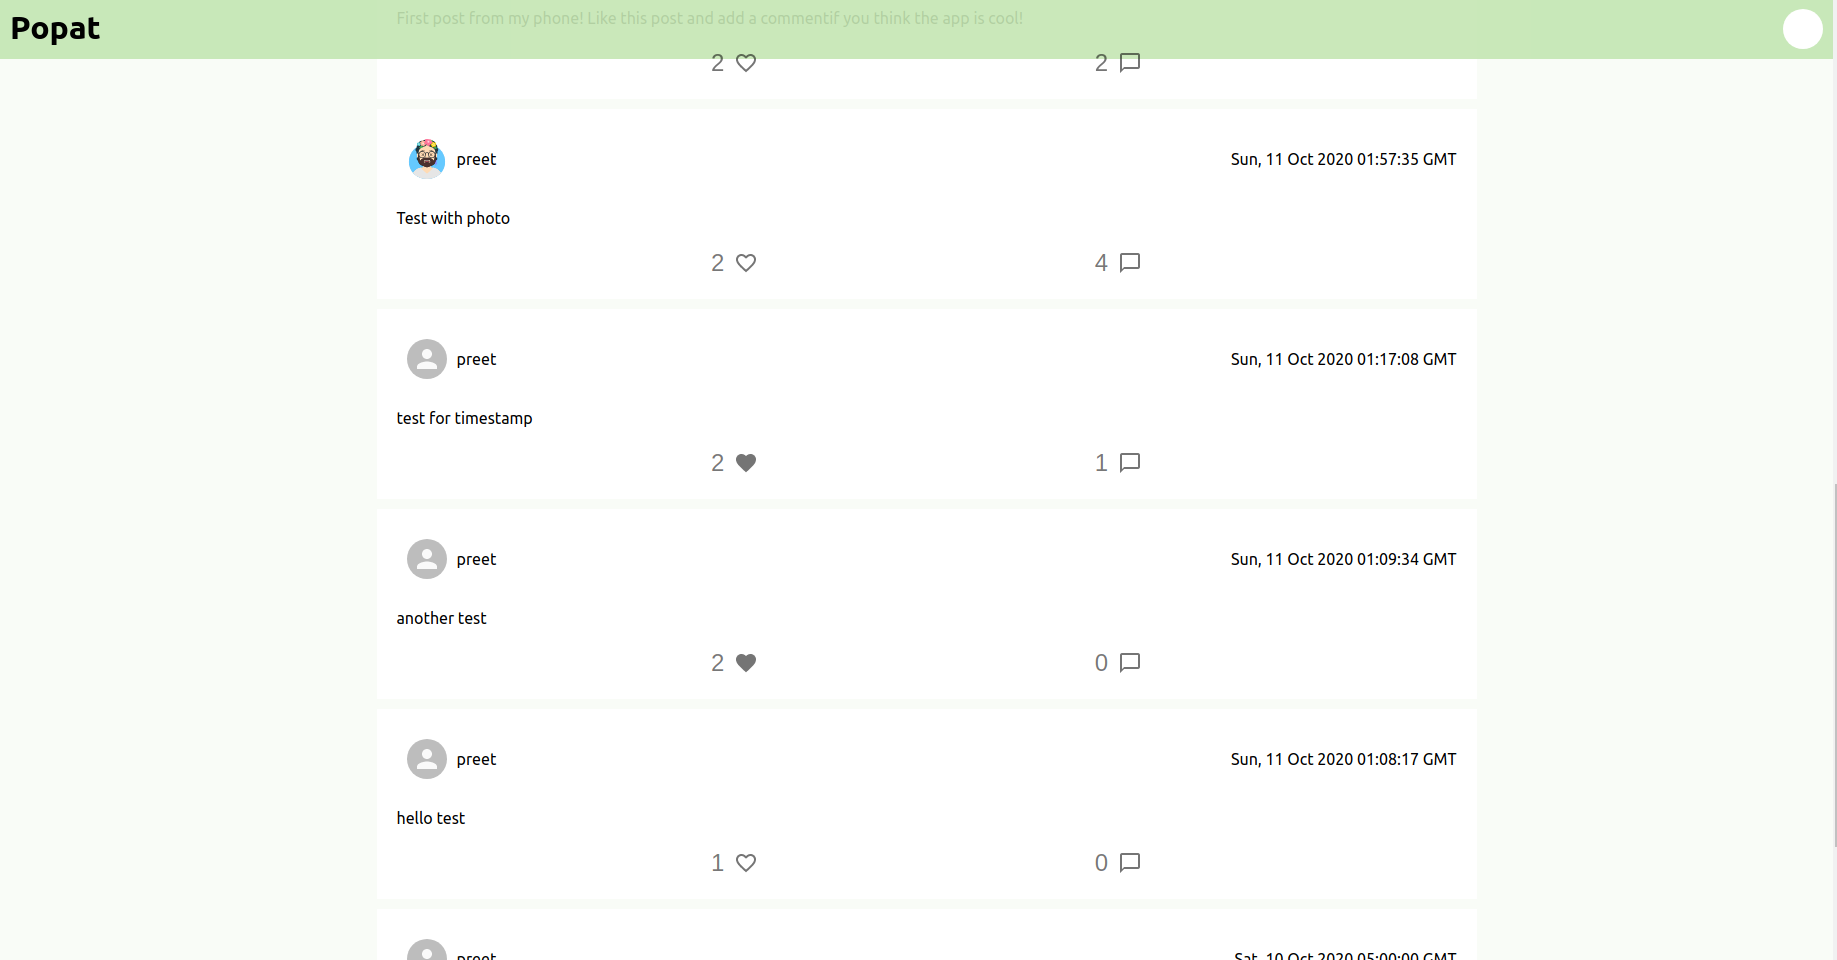 Popat
First post from my phone! Like this post and add a commentif you think the app is cool!
2 2
preet Sun, 11 Oct 2020 01:57:35 GMT
Test with photo
2 4
preet Sun, 11 Oct 2020 01:17:08 GMT
test for timestamp
2 1
preet Sun, 11 Oct 2020 01:09:34 GMT
another test
2 0
preet Sun, 11 Oct 2020 01:08:17 GMT
hello test
1 0
preet Sat, 10 Oct 2020 05:00:00 GMT